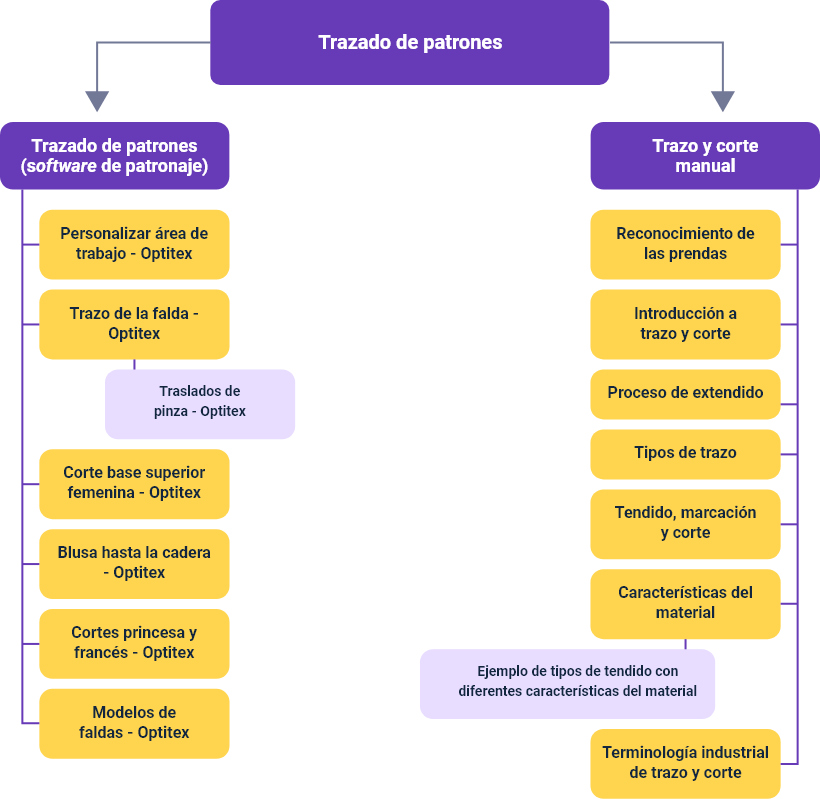 Trazado de patrones
Trazado de patrones
(software de patronaje)
Personalizar área de
trabajo - Optitex
Trazo de la falda -
Optitex
Traslados de
pinza - Optitex
Corte base superior
femenina - Optitex
Blusa hasta la cadera
- Optitex
Cortes princesa y
francés - Optitex
Modelos de
faldas - Optitex
Trazo y corte
manual
Reconocimiento de
las prendas
Introducción a
trazo y corte
Proceso de extendido
Tipos de trazo
Tendido, marcación
y corte
Características del
material
Ejemplo de tipos de tendido con
diferentes características del material
Terminología industrial
de trazo y corte